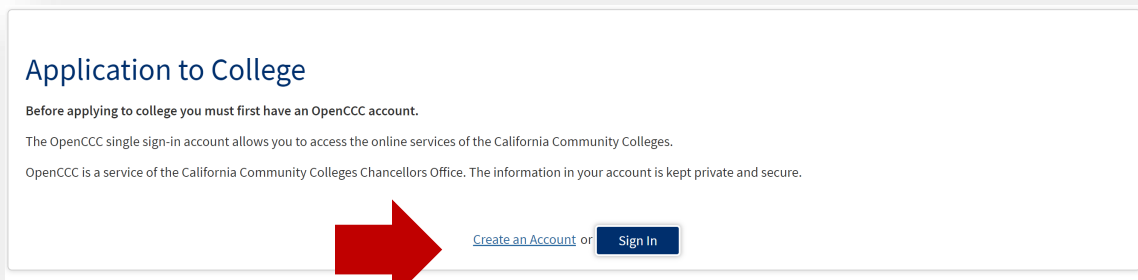 Application to College
Before applying to college you must first have an OpenCCC account.
The OpenCCC single sign-in account allows you to access the online services of the California Community Colleges.
OpenCCC is a service of the California Community Colleges Chancellors Office. The information in your account is kept private and secure.
Create an Account or Sign In